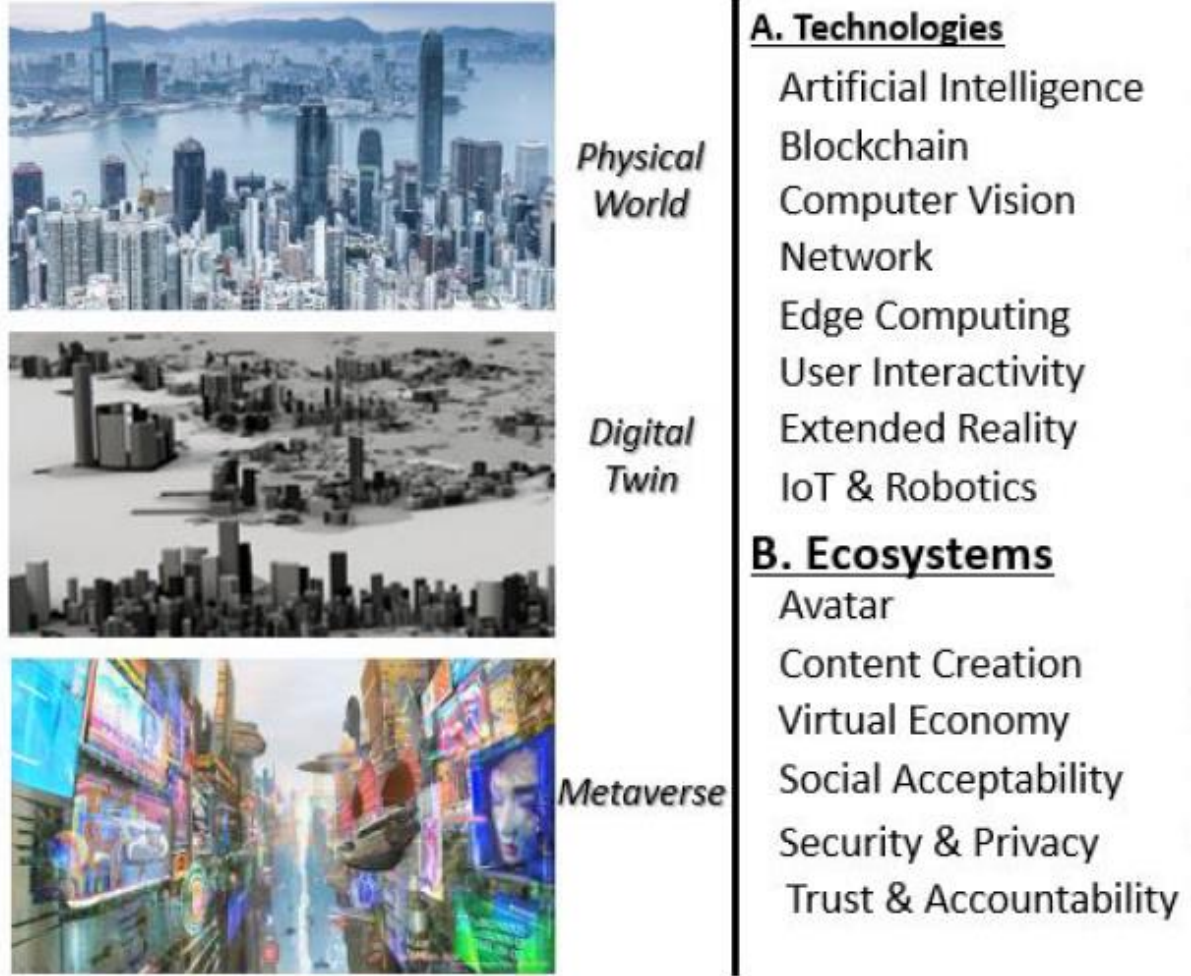 Physical
World
Digital
Twin
Metaverse
A. Technologies
Artificial Intelligence
Blockchain
Computer Vision
Network
Edge Computing
User Interactivity
Extended Reality
IoT & Robotics
B. Ecosystems
Avatar
Content Creation
Virtual Economy
Social Acceptability
Security & Privacy
Trust & Accountability